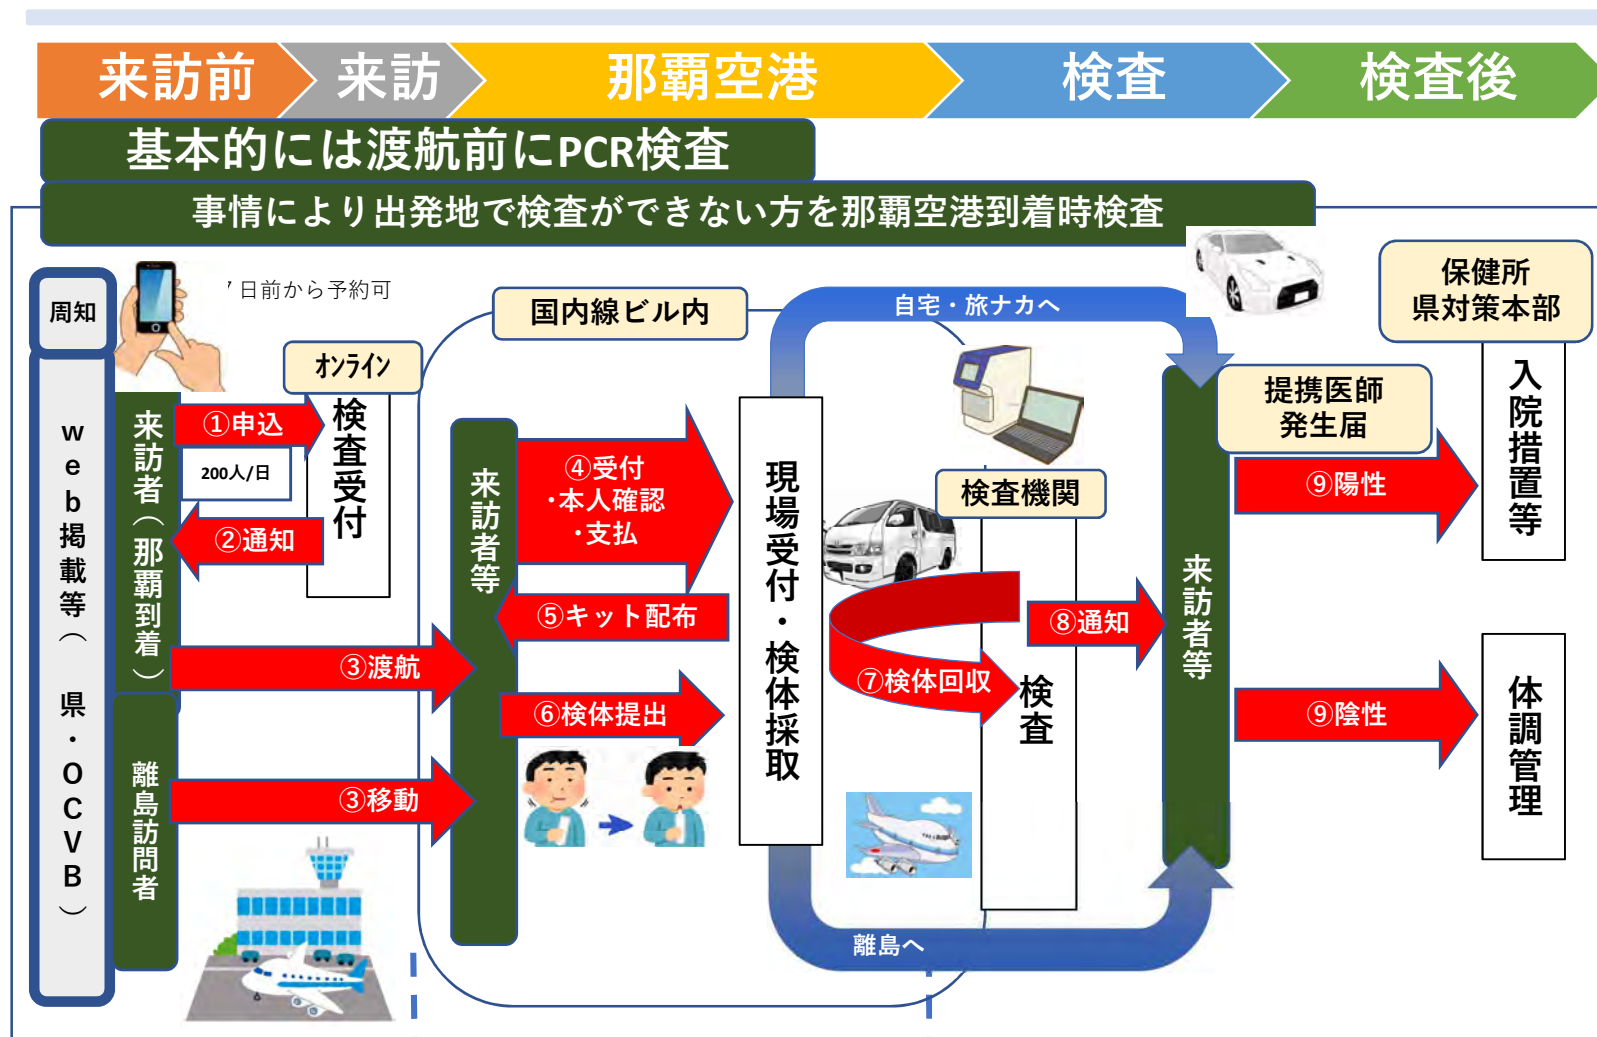 来訪前
来訪
那覇空港
検査
検査後
基本的には渡航前にPCR検査
事情により出発地で検査ができない方を那覇空港到着時検査
周知
web掲載等（県・OCVB）
日前から予約可
オンライン
検査受付
来訪者（那覇到着）
①申込
200人/日
②通知
③渡航
離島訪問者
③移動
国内線ビル内
来訪者等
④受付
・本人確認
・支払
⑤キット配布
⑥検体提出
現場受付・検体採取
自宅・旅ナカへ
離島へ
検査機関
検査
⑦検体回収
⑧通知
来訪者等
提携医師
発生届
⑨陽性
⑨陰性
保健所
県対策本部
入院措置等
体調管理